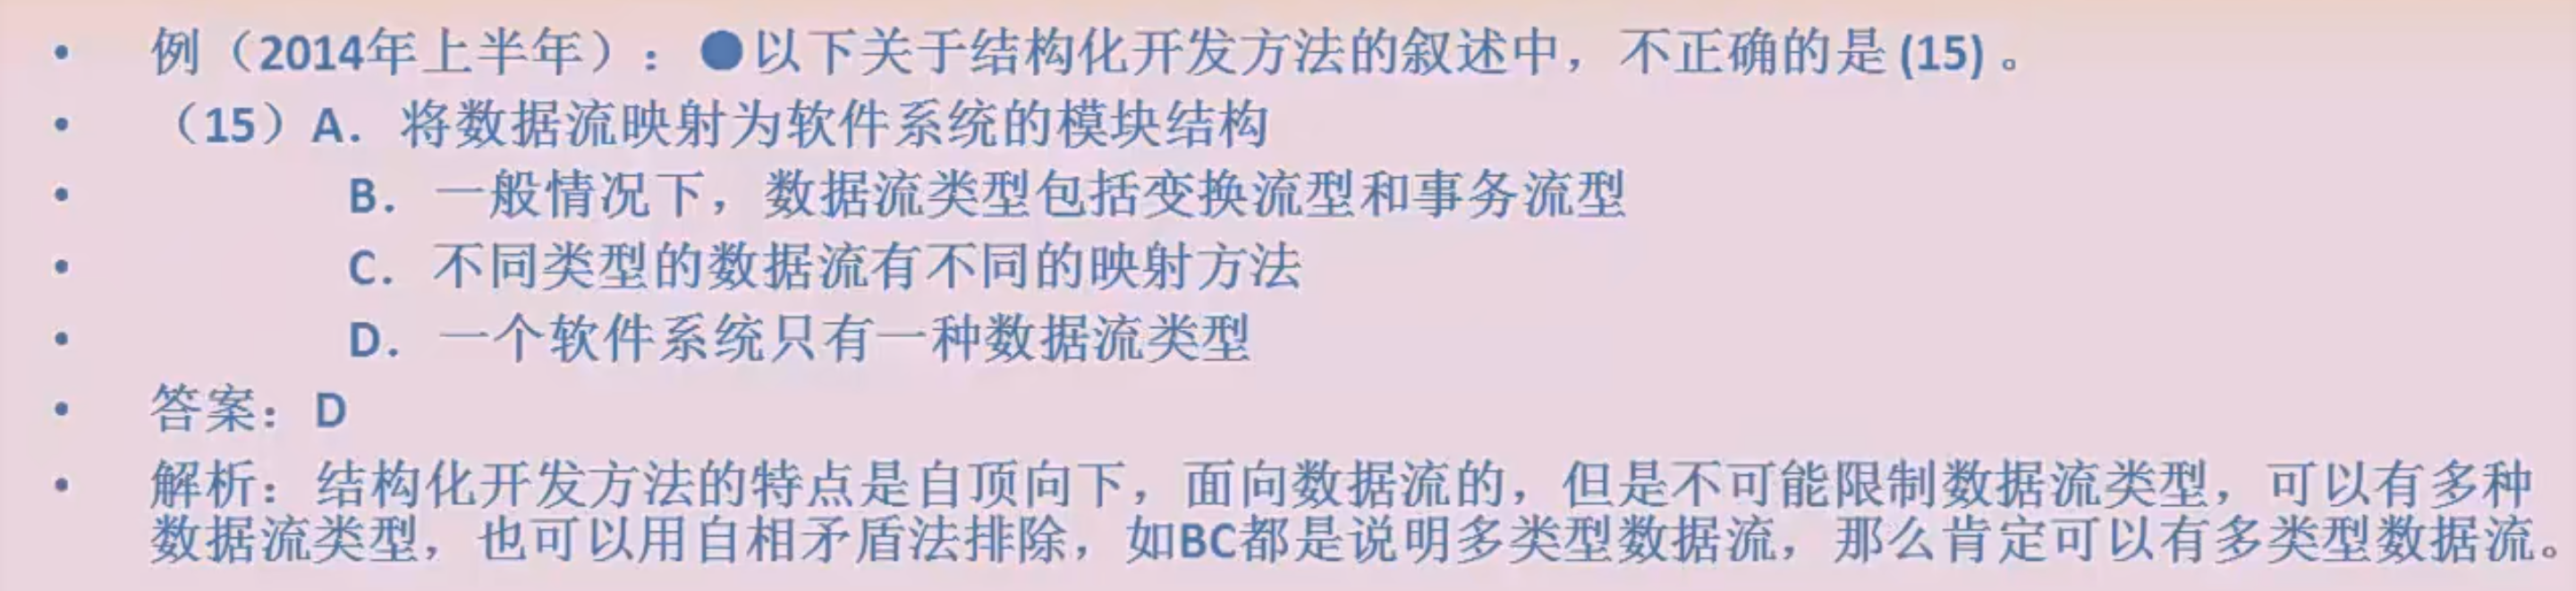 • 例（2014年上半年）：●以下关于结构化开发方法的叙述中，不正确的是 (15) 。
• （15）A．将数据流映射为软件系统的模块结构
• B．一般情况下，数据流类型包括变换流型和事务流型
• C．不同类型的数据流有不同的映射方法
• D．一个软件系统只有一种数据流类型
• 答案：D
• 解析：结构化开发方法的特点是自顶向下，面向数据流的，但是不可能限制数据流类型，可以有多种
数据流类型，也可以用自相矛盾法排除，如BC都是说明多类型数据流，那么肯定可以有多类型数据流。